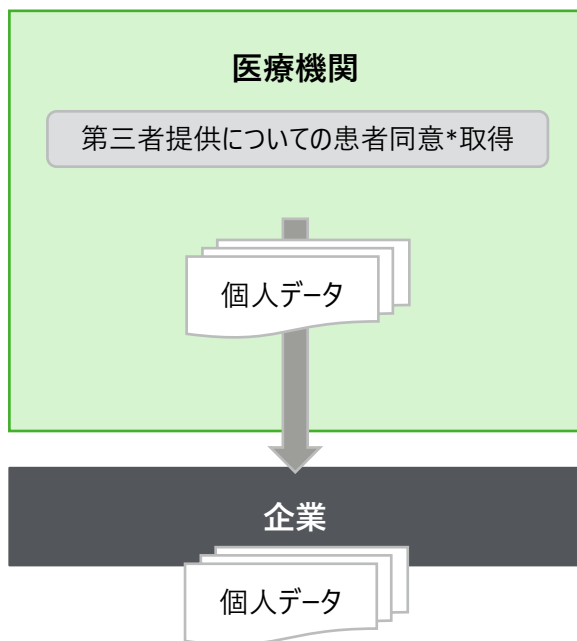 医療機関
第三者提供についての患者同意*取得
個人データ
企業
個人データ